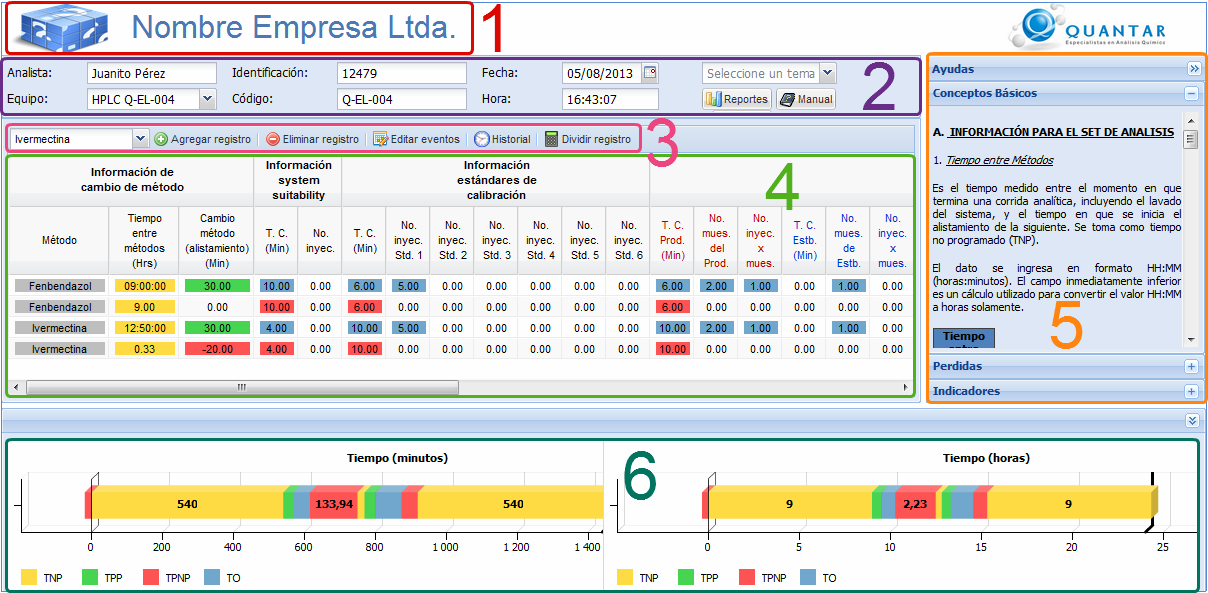 Nombre Empresa Ltda.
1
QUANTAR
Especialistas en Análisis Químico
Analista:
Juanito Pérez
Identificación:
12479
Fecha:
05/08/2013
Seleccione un tema
2
Equipo:
HPLC Q-EL-004
Código:
Q-EL-004
Hora:
16:43:07
Reportes
Manual
Ivermectina
Agregar registro
Eliminar registro
Editar eventos
Historial
Dividir registro
3
Información de
cambio de método
Información
system
suitability
Información
estándares de
calibración
4
Método
Tiempo
entre
métodos
(Hrs)
Cambio
método
(alistamiento)
(Min)
T. C.
(Min)
No.
inyec.
T. C.
(Min)
No.
inyec.
Std. 1
No.
inyec.
Std. 2
No.
inyec.
Std. 3
No.
inyec.
Std. 4
No.
inyec.
Std. 5
No.
inyec.
Std. 6
T. C.
Prod.
(Min)
No.
mues.
del
Prod.
No.
inyec.
x
mues.
T. C.
Estb.
(Min)
No.
mues.
de
Estb.
No.
inyec.
x
mues.
Fenbendazol 09:00:00 30.00 10.00 0.00 6.00 5.00 0.00 0.00 0.00 0.00 0.00 6.00 2.00 1.00 0.00 1.00 0.00
Fenbendazol 9.00 0.00 10.00 0.00 6.00 0.00 0.00 0.00 0.00 0.00 0.00 6.00 0.00 0.00 0.00 0.00 0.00
Ivermectina 12:50:00 30.00 4.00 0.00 10.00 5.00 0.00 0.00 0.00 0.00 0.00 10.00 2.00 1.00 0.00 1.00 0.00
Ivermectina 0.33 -20.00 4.00 0.00 10.00 0.00 0.00 0.00 0.00 0.00 0.00 10.00 0.00 0.00 0.00 0.00 0.00
Ayudas
Conceptos Básicos
A. INFORMACIÓN PARA EL SET DE ANALISIS
1. Tiempo entre Métodos
Es el tiempo medido entre el momento en que
termina una corrida analítica, incluyendo el lavado
del sistema, y el tiempo en que se inicia el
alistamiento de la siguiente. Se toma como tiempo
no programado (TNP).
El dato se ingresa en formato HH:MM
(horas:minutos). El campo inmediatamente inferior
es un cálculo utilizado para convertir el valor HH:MM
a horas solamente.
Tiempo
5
Perdidas
Indicadores
Tiempo (minutos)
540 133,94 540
0 200 400 600 800 1 000 1 200 1 400
TNP TPP TPNP TO
6
Tiempo (horas)
9 2,23 9
0 5 10 15 20 25
TNP TPP TPNP TO